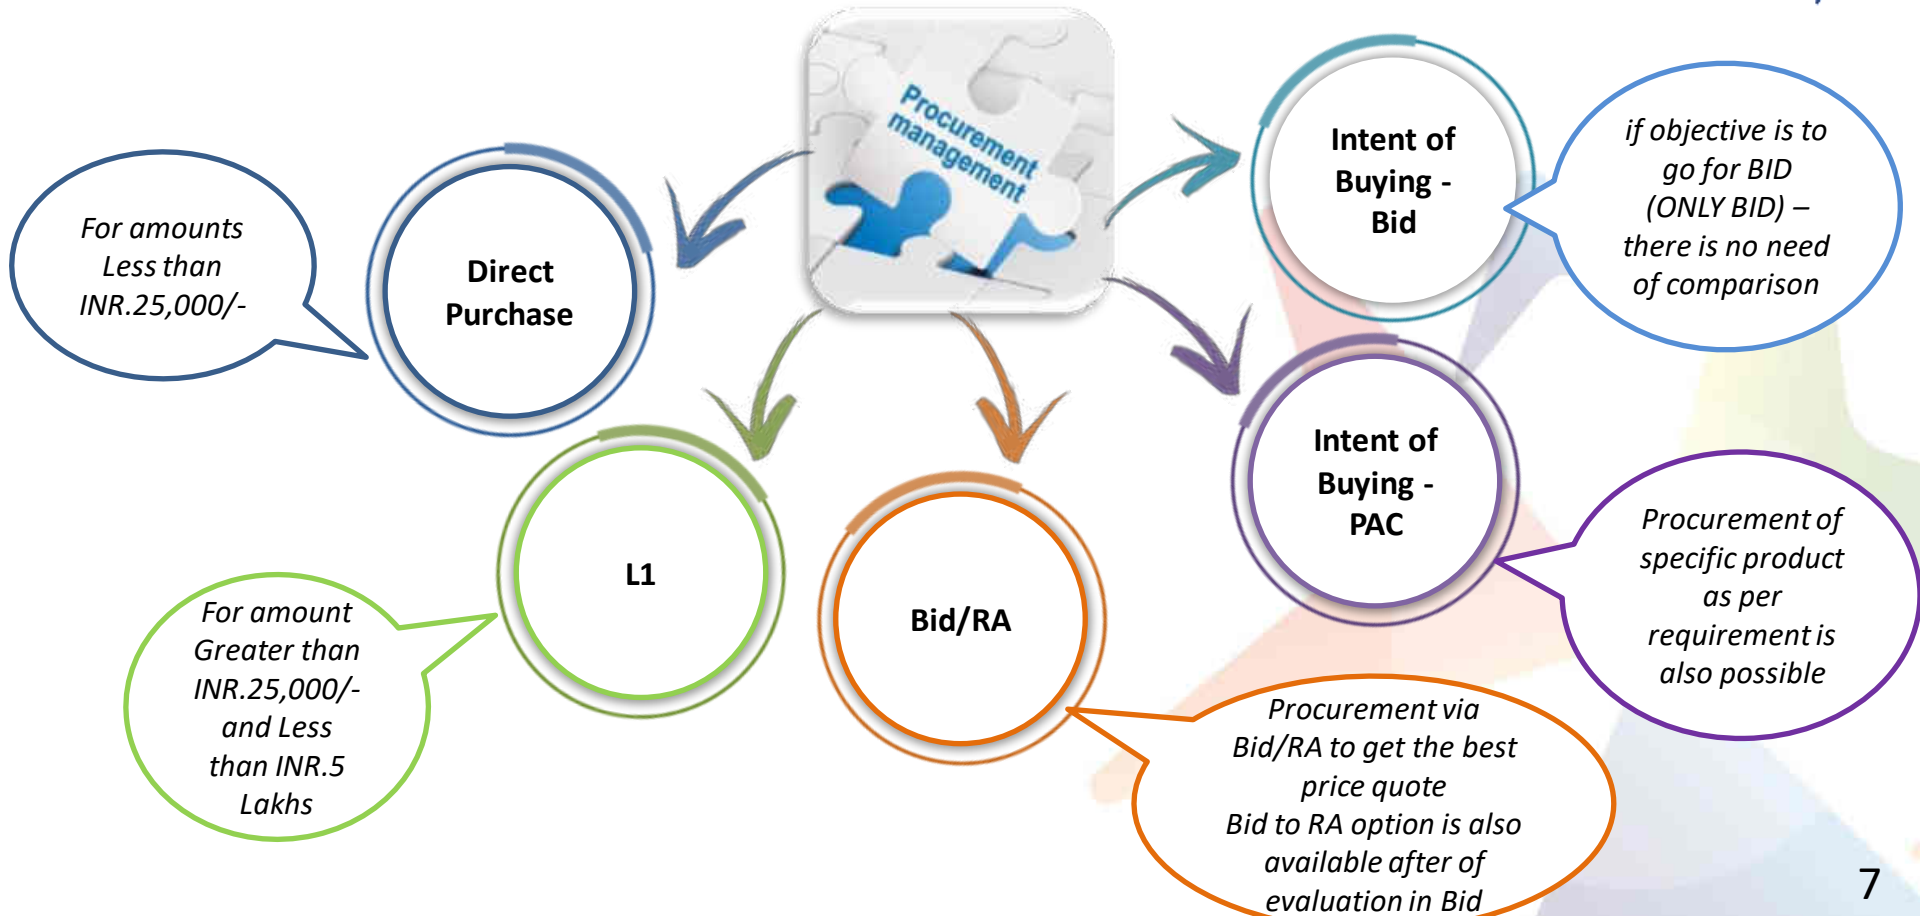 Procurement
management
Direct
Purchase
For amounts
Less than
INR.25,000/-
L1
For amount
Greater than
INR.25,000/-
and Less
than INR.5
Lakhs
Bid/RA
Procurement via
Bid/RA to get the best
price quote
Bid to RA option is also
available after of
evaluation in Bid
Intent of
Buying -
PAC
Procurement of
specific product
as per
requirement is
also possible
Intent of
Buying -
Bid
if objective is to
go for BID
(ONLY BID) –
there is no need
of comparison
7